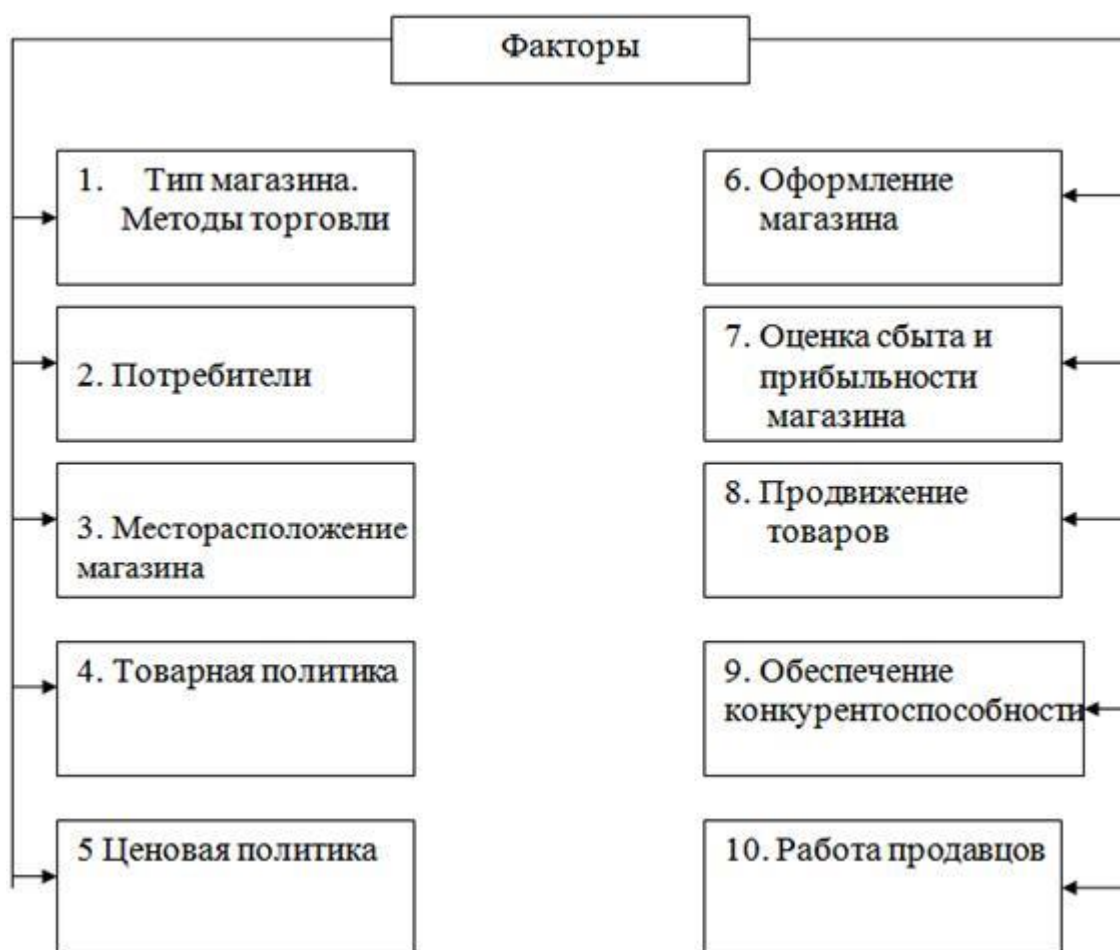 Факторы
1. Тип магазина.
Методы торговли
2. Потребители
3. Месторасположение
магазина
4. Товарная политика
5 Ценовая политика
6. Оформление
магазина
7. Оценка сбыта и
прибыльности
магазина
8. Продвижение
товаров
9. Обеспечение
конкурентоспособности
10. Работа продавцов